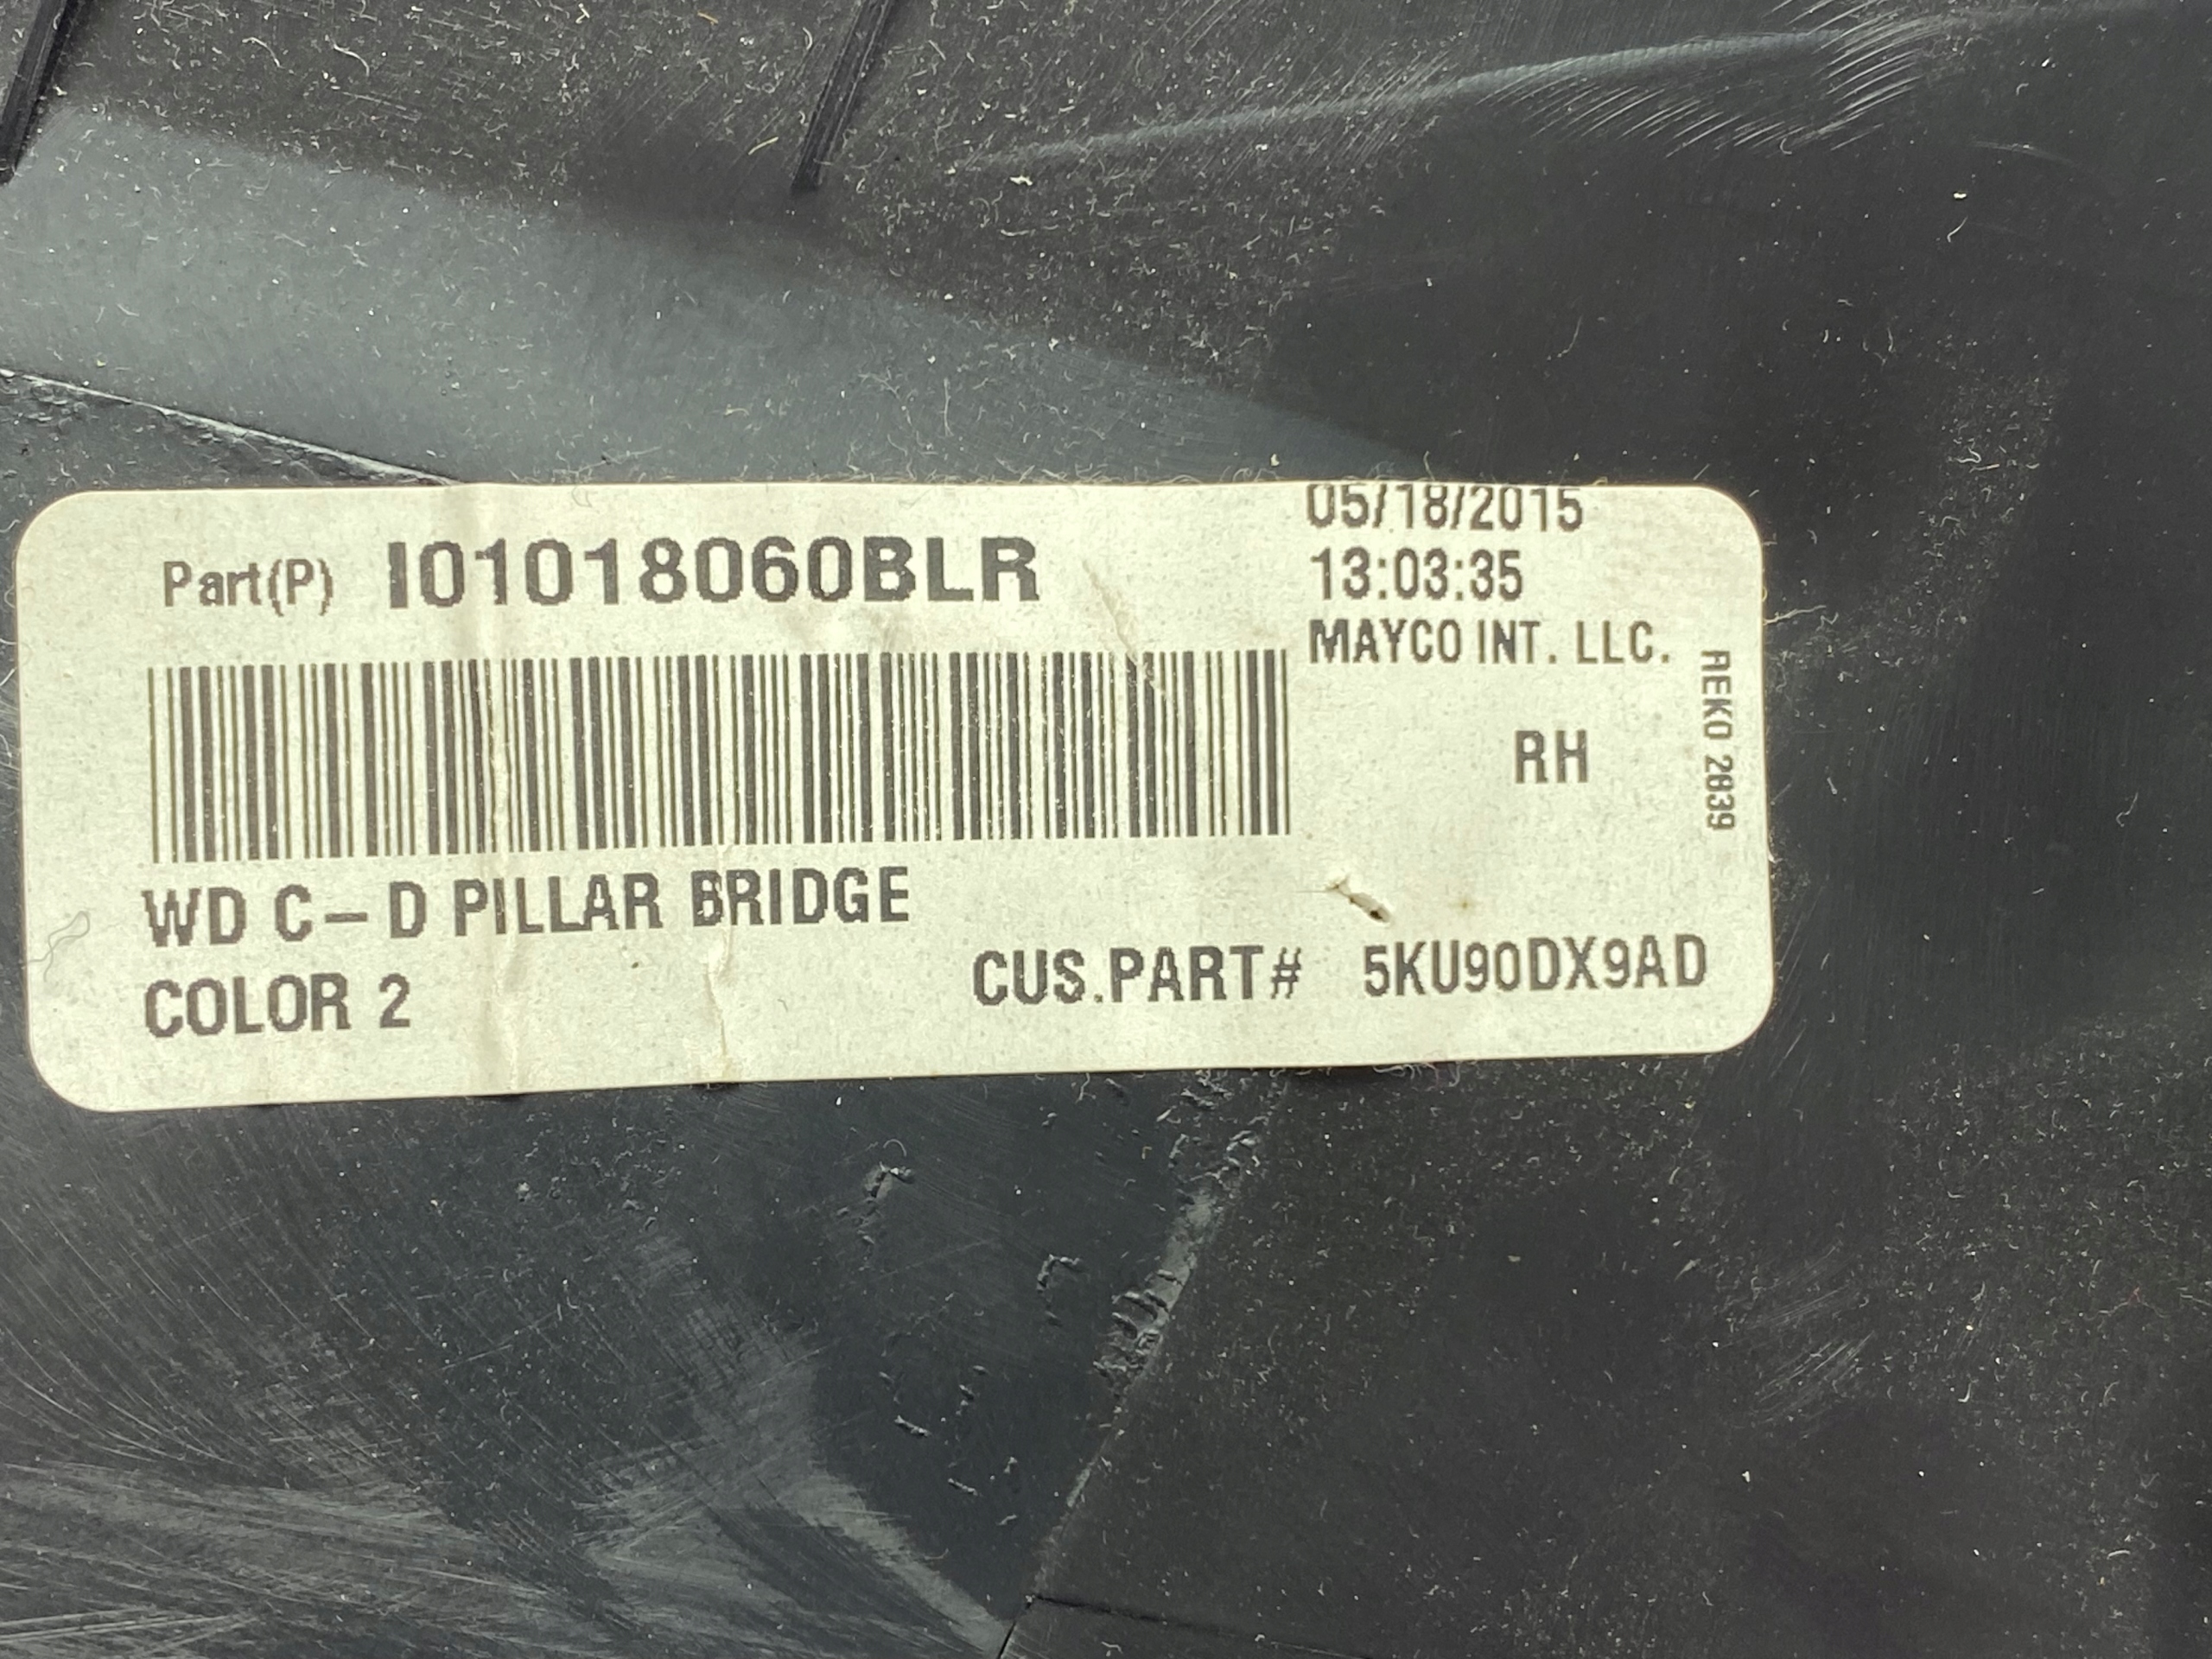 Part(P) I01018060BLR
05/18/2015
13:03:35
MAYCO INT. LLC.
RH
REKO 2839
WD C-D PILLAR BRIDGE
COLOR 2
CUS.PART# 5KU90DX9AD